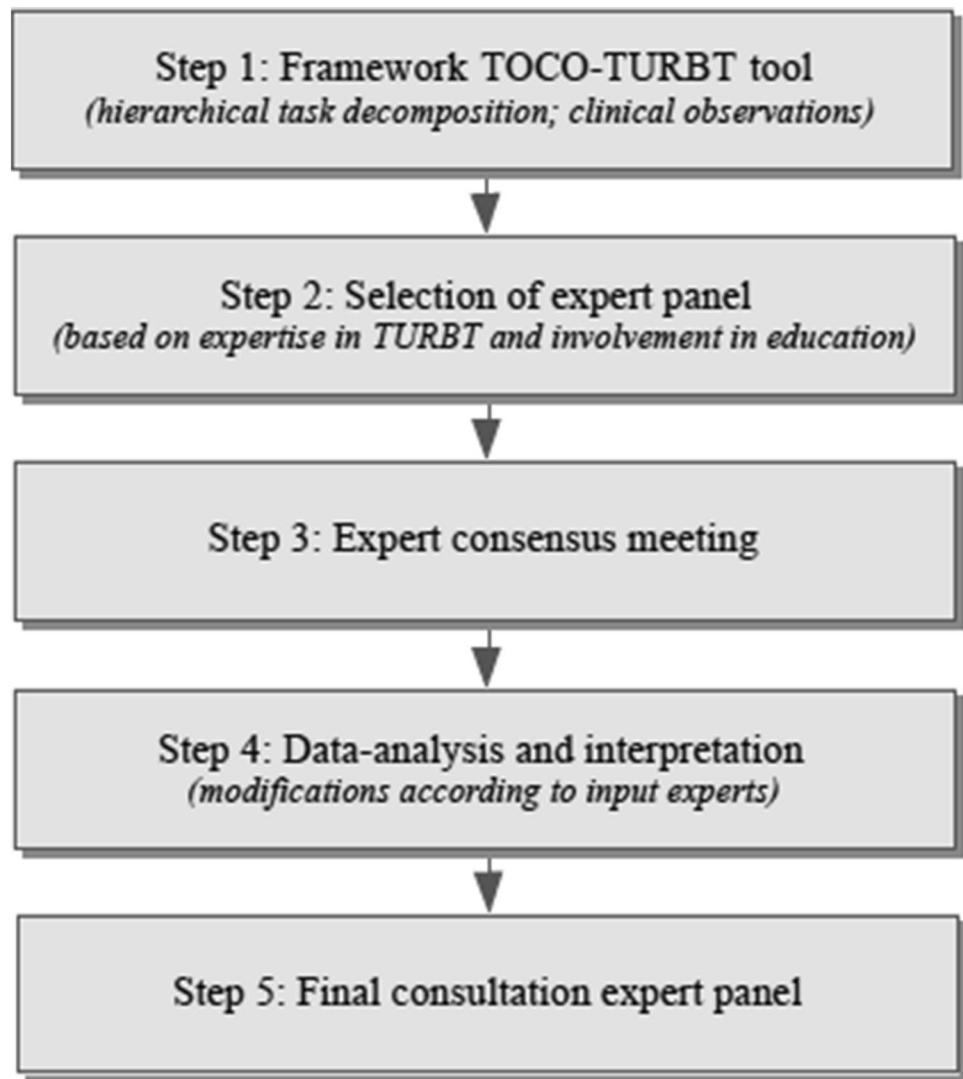 Step 1: Framework TOCO-TURBT tool
(hierarchical task decomposition; clinical observations)
Step 2: Selection of expert panel
(based on expertise in TURBT and involvement in education)
Step 3: Expert consensus meeting
Step 4: Data-analysis and interpretation
(modifications according to input experts)
Step 5: Final consultation expert panel